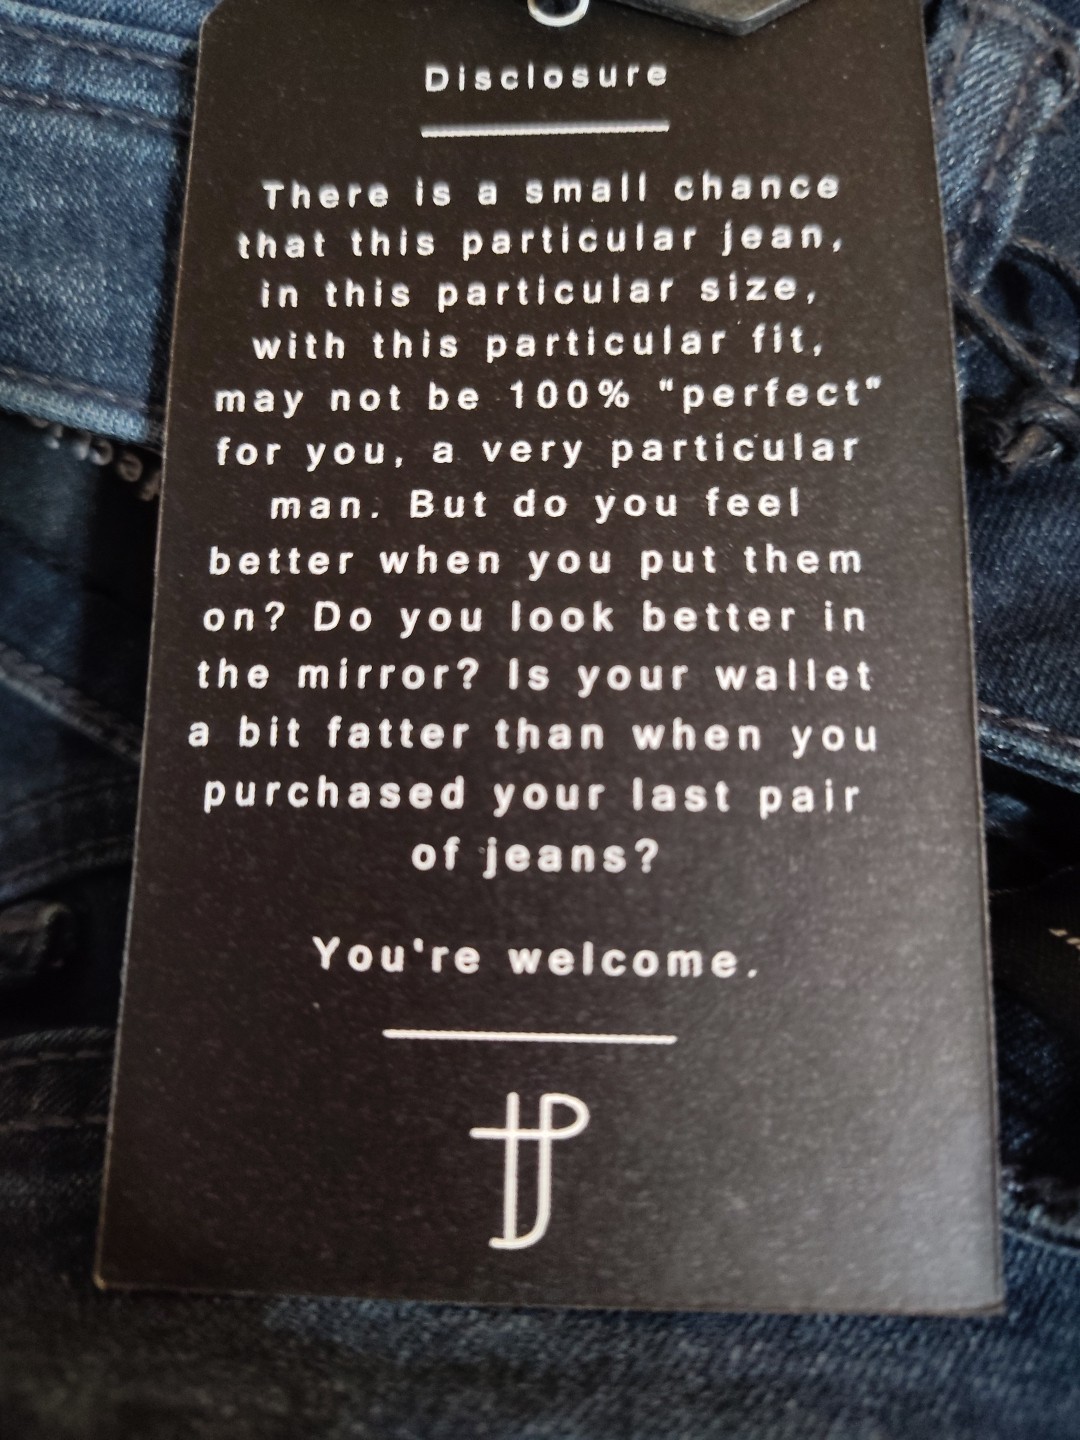 Disclosure
There is a small chance
that this particular jean,
in this particular size,
with this particular fit,
may not be 100% "perfect"
for you, a very particular
man. But do you feel
better when you put them
on? Do you look better in
the mirror? Is your wallet
a bit fatter than when you
purchased your last pair
of jeans?
You're welcome.